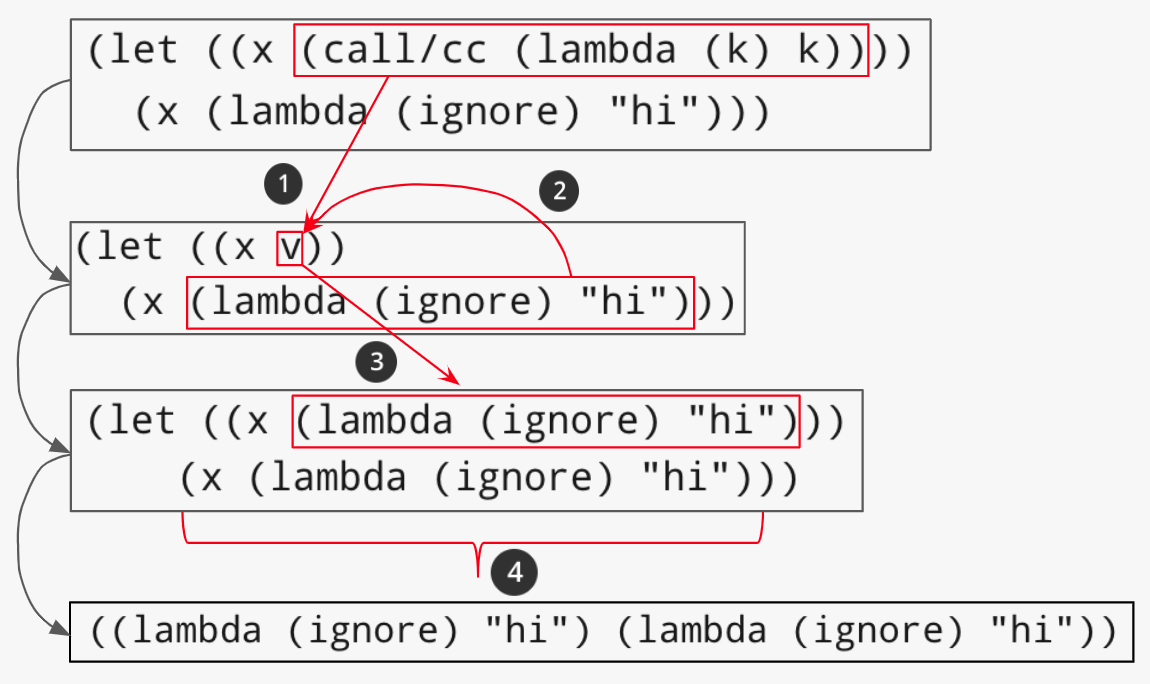 (let ((x (call/cc (lambda (k) k))))
(x (lambda (ignore) "hi")))
1
2
(let ((x v))
(x (lambda (ignore) "hi")))
3
(let ((x (lambda (ignore) "hi")))
(x (lambda (ignore) "hi")))
4
((lambda (ignore) "hi") (lambda (ignore) "hi"))